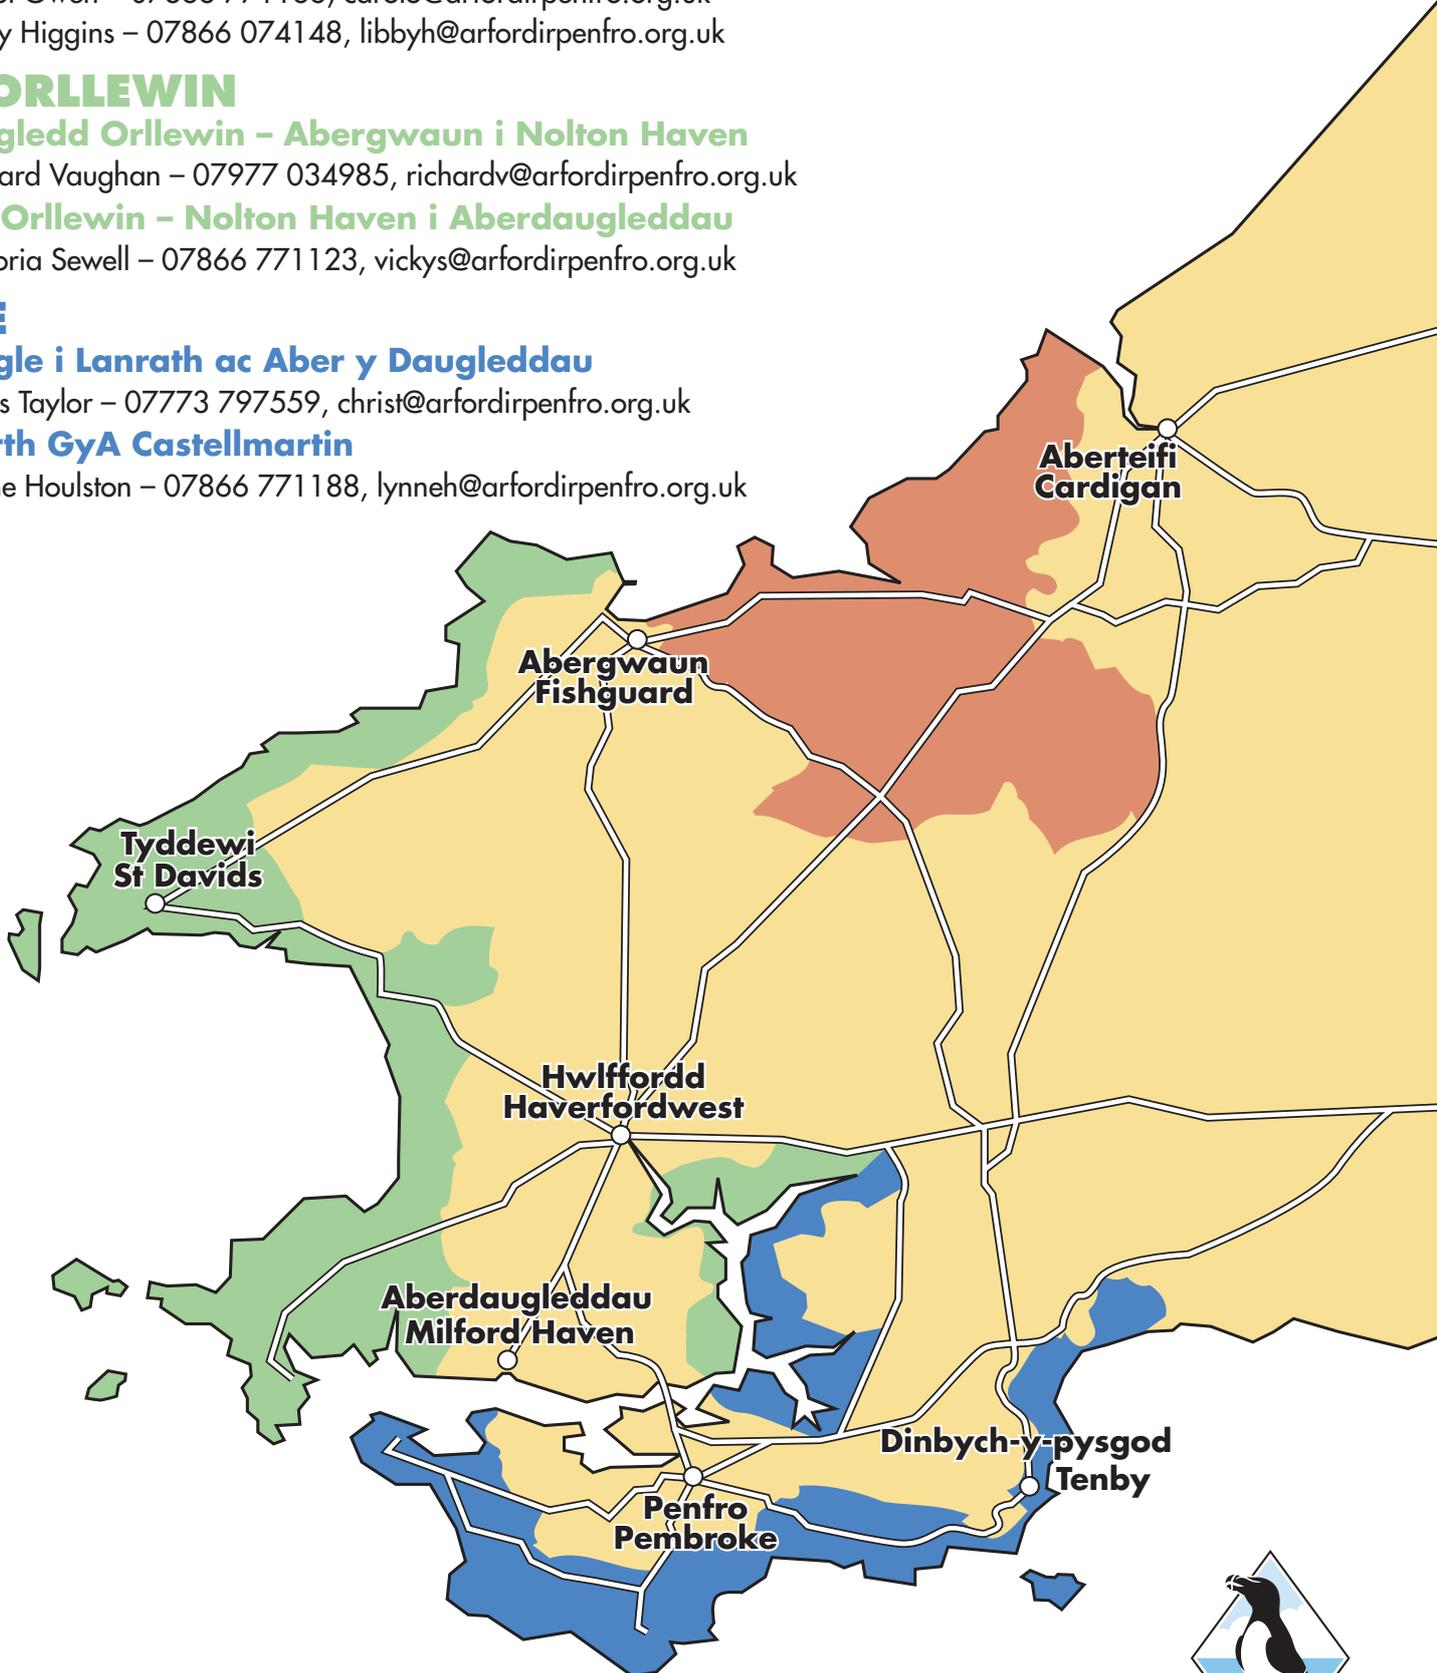 y Higgins – 07866 074148, libbyh@arfordirpenfro.org.uk
ORLLEWIN
gledd Orllewin – Abergwaun i Nolton Haven
ard Vaughan – 07977 034985, richardv@arfordirpenfro.org.uk
Orllewin – Nolton Haven i Aberdaugleddau
oria Sewell – 07866 771123, vickys@arfordirpenfro.org.uk
E
gle i Lanrath ac Aber y Daugleddau
s Taylor – 07773 797559, christ@arfordirpenfro.org.uk
rth GyA Castellmartin
e Houlston – 07866 771188, lynneh@arfordirpenfro.org.uk
Aberteifi
Cardigan
Abergwaun
Fishguard
Tyddewi
St Davids
Hwlffordd
Haverfordwest
Aberdaugleddau
Milford Haven
Dinbych-y-pysgod
Tenby
Penfro
Pembroke